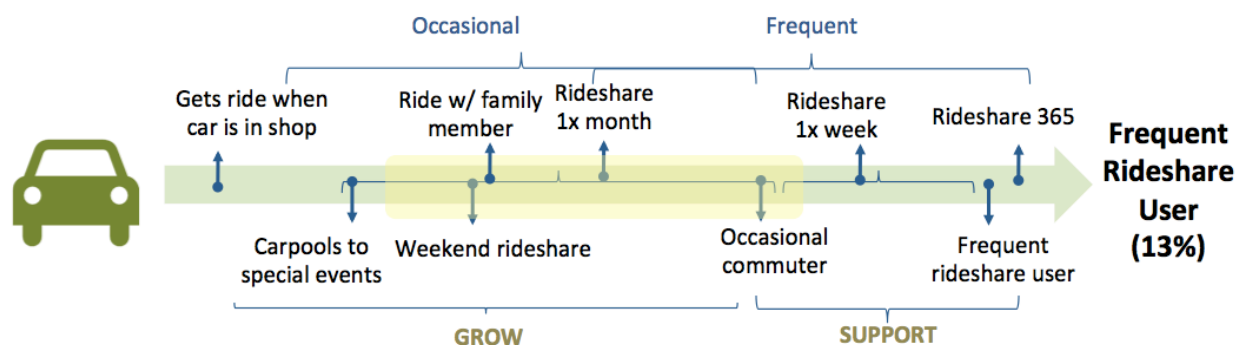 Occasional
Frequent
Gets ride when
car is in shop
Ride w/ family
member
Rideshare
1x month
Rideshare
1x week
Rideshare 365
Frequent
Rideshare
User
(13%)
Carpools to
special events
Weekend rideshare
Occasional
commuter
Frequent
rideshare user
GROW
SUPPORT